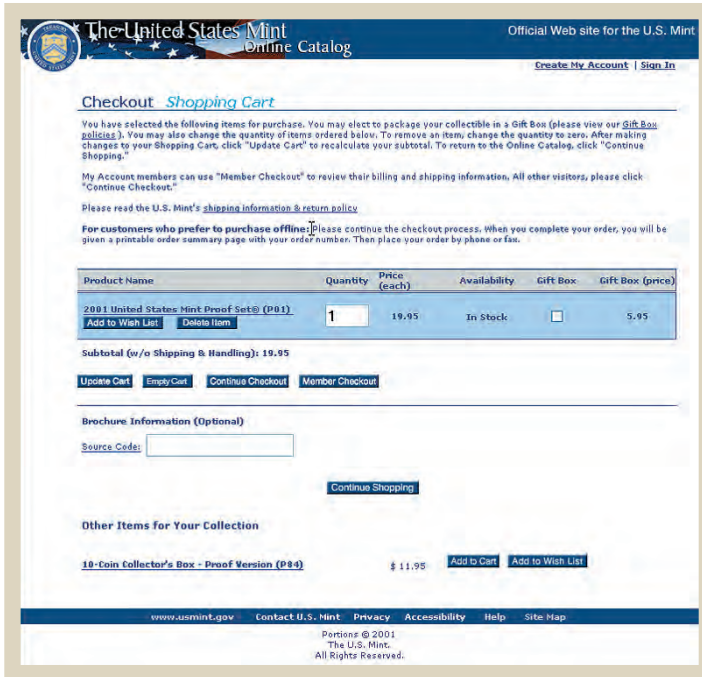 The United States Mint
Online Catalog
Official Web site for the U.S. Mint
Create My Account | Sign In
Checkout Shopping Cart
You have selected the following items for purchase. You may elect to package your collectible in a Gift Box (please view our Gift Box
policies ). You may also change the quantity of items ordered below. To remove an item, change the quantity to zero. After making
changes to your Shopping Cart, click "Update Cart" to recalculate your subtotal. To return to the Online Catalog, click "Continue
Shopping."
My Account members can use "Member Checkout" to review their billing and shipping information. All other visitors, please click
"Continue Checkout."
Please read the U.S. Mint's shipping information & return policy
For customers who prefer to purchase offline: Please continue the checkout process. When you complete your order, you will be
given a printable order summary page with your order number. Then place your order by phone or fax.
Product Name Quantity Price (each) Availability Gift Box Gift Box (price)
2001 United States Mint Proof Set® (P01) 1 19.95 In Stock 5.95
Add to Wish List Delete Item
Subtotal (w/o Shipping & Handling): 19.95
Update Cart Empty Cart Continue Checkout Member Checkout
Brochure Information (Optional)
Source Code:
Continue Shopping
Other Items for Your Collection
10-Coin Collector's Box - Proof Version (P84) $ 11.95 Add to Cart Add to Wish List
www.usmint.gov Contact U.S. Mint Privacy Accessibility Help Site Map
Portions © 2001
The U.S. Mint.
All Rights Reserved.